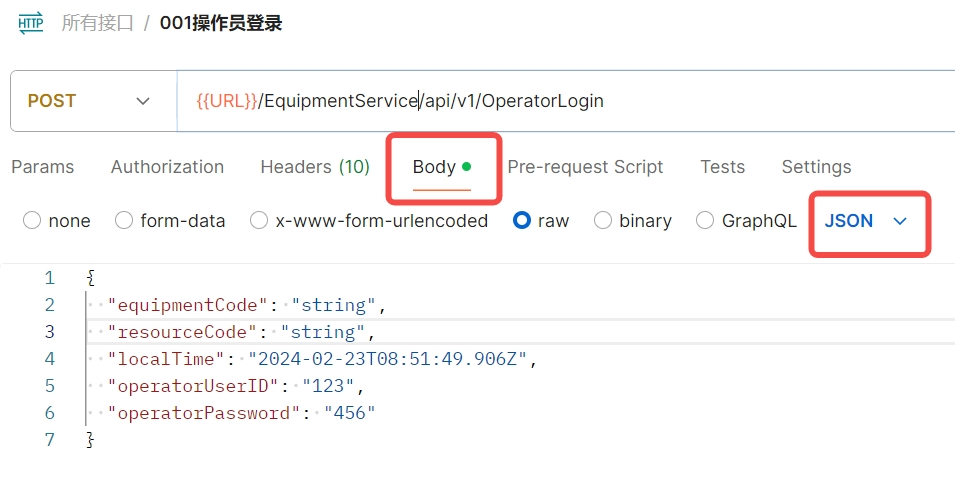 HTTP 所有接口 / 001操作员登录
POST {{URL}}/EquipmentService/api/v1/OperatorLogin
Params Authorization Headers (10) Body Pre-request Script Tests Settings
none form-data x-www-form-urlencoded raw binary GraphQL JSON
1 {
2 "equipmentCode": "string",
3 "resourceCode": "string",
4 "localTime": "2024-02-23T08:51:49.906Z",
5 "operatorUserID": "123",
6 "operatorPassword": "456"
7 }